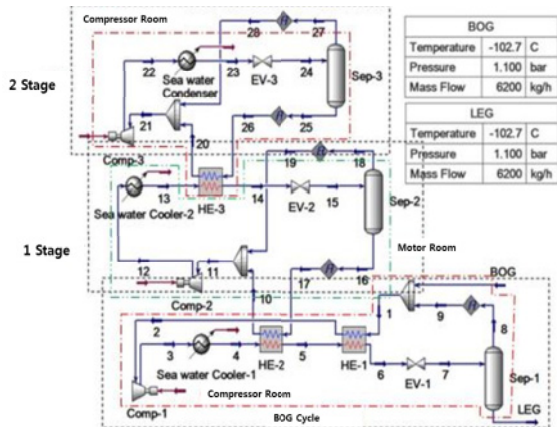 Compressor Room
28
27
22
23
24
Sea water
Condenser
EV-3
Sep-3
2 Stage
21
26
25
20
Comp-3
19
18
13
14
15
Sea water Cooler-2
HE-3
EV-2
Sep-2
1 Stage
Motor Room
12
11
17
16
Comp-2
10
BOG
1
9
2
8
3
4
5
6
7
Sea water Cooler-1
HE-2
HE-1
EV-1
Sep-1
Comp-1
Compressor Room
LEG
BOG Cycle
BOG
Temperature -102.7 C
Pressure 1.100 bar
Mass Flow 6200 kg/h
LEG
Temperature -102.7 C
Pressure 1.100 bar
Mass Flow 6200 kg/h